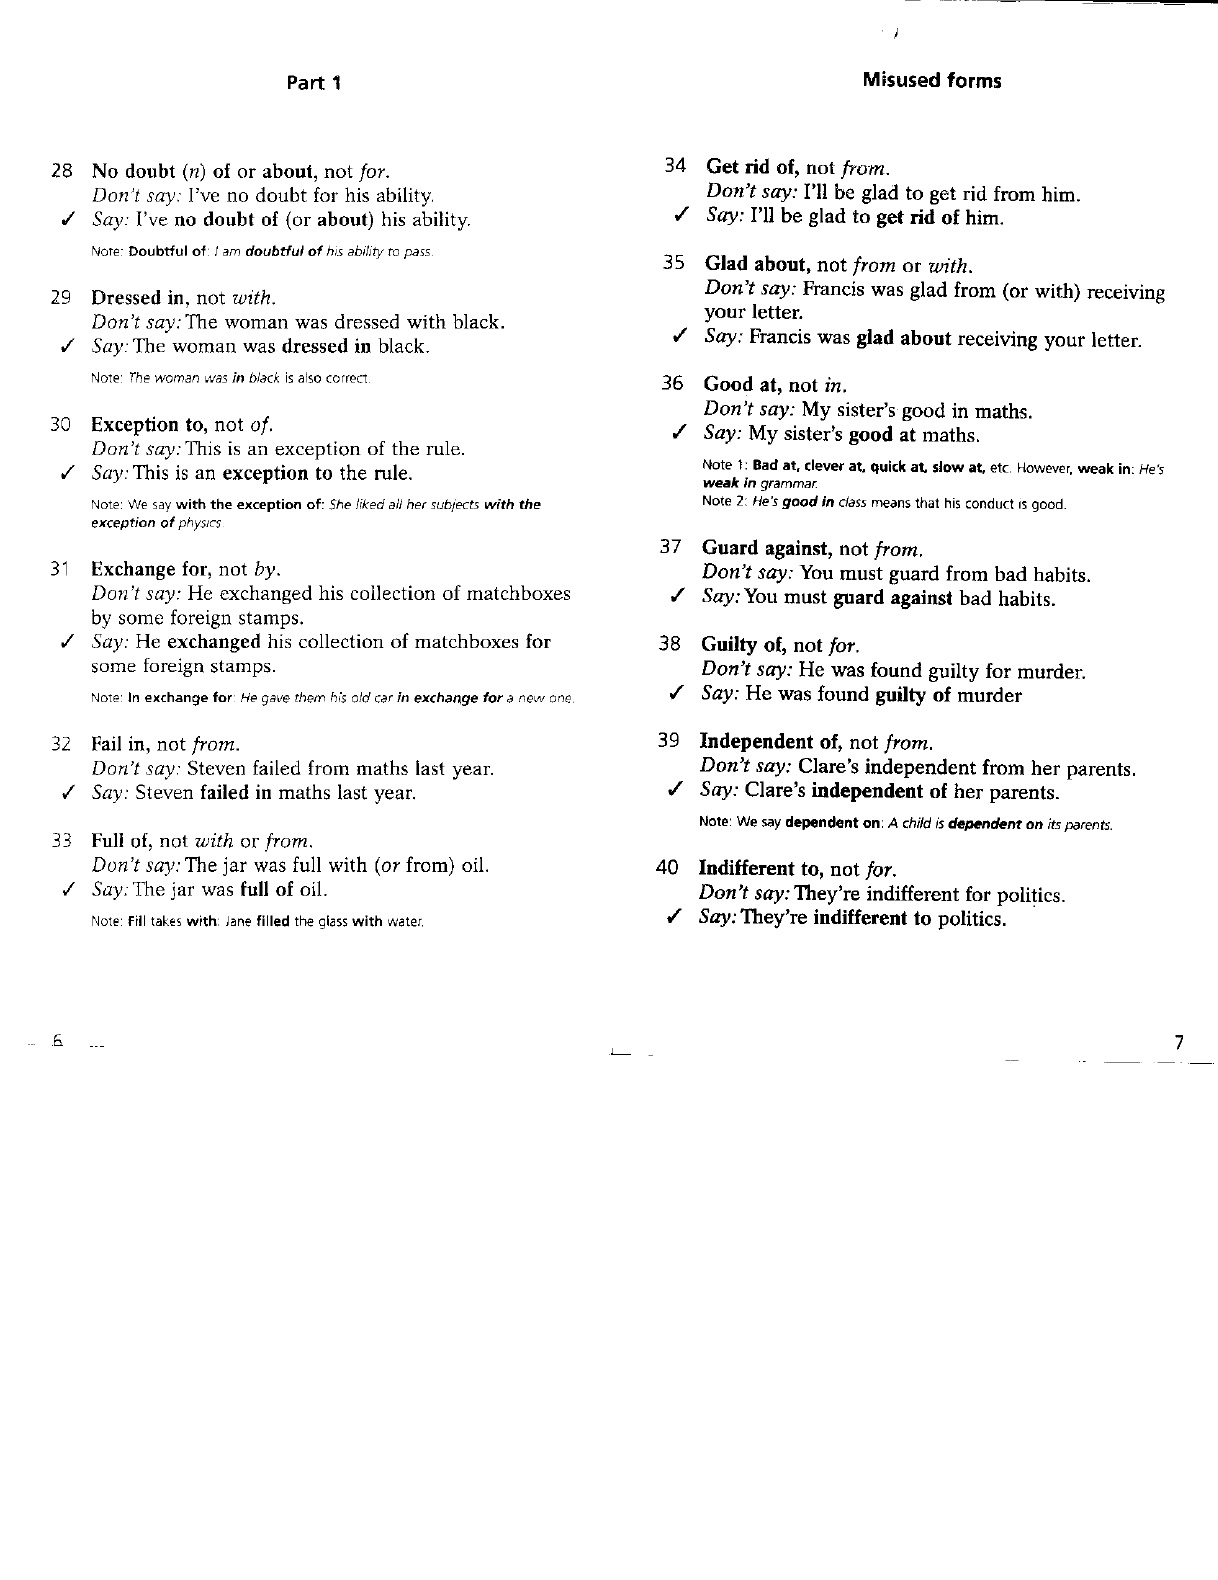 Part 1
28 No doubt (n) of or about, not for.
Don't say: I've no doubt for his ability.
✓ Say: I've no doubt of (or about) his ability.
Note: Doubtful of: I am doubtful of his ability to pass.
29 Dressed in, not with.
Don't say: The woman was dressed with black.
✓ Say: The woman was dressed in black.
Note: The woman was in black is also correct.
30 Exception to, not of.
Don't say: This is an exception of the rule.
✓ Say: This is an exception to the rule.
Note: We say with the exception of: She liked all her subjects with the
exception of physics.
31 Exchange for, not by.
Don't say: He exchanged his collection of matchboxes
by some foreign stamps.
✓ Say: He exchanged his collection of matchboxes for
some foreign stamps.
Note: In exchange for: He gave them his old car in exchange for a new one.
32 Fail in, not from.
Don't say: Steven failed from maths last year.
✓ Say: Steven failed in maths last year.
33 Full of, not with or from.
Don't say: The jar was full with (or from) oil.
✓ Say: The jar was full of oil.
Note: Fill takes with: Jane filled the glass with water.
6
Misused forms
34 Get rid of, not from.
Don't say: I'll be glad to get rid from him.
✓ Say: I'll be glad to get rid of him.
35 Glad about, not from or with.
Don't say: Francis was glad from (or with) receiving
your letter.
✓ Say: Francis was glad about receiving your letter.
36 Good at, not in.
Don't say: My sister's good in maths.
✓ Say: My sister's good at maths.
Note 1: Bad at, clever at, quick at, slow at, etc. However, weak in: He's
weak in grammar.
Note 2: He's good in class means that his conduct is good.
37 Guard against, not from.
Don't say: You must guard from bad habits.
✓ Say: You must guard against bad habits.
38 Guilty of, not for.
Don't say: He was found guilty for murder.
✓ Say: He was found guilty of murder
39 Independent of, not from.
Don't say: Clare's independent from her parents.
✓ Say: Clare's independent of her parents.
Note: We say dependent on: A child is dependent on its parents.
40 Indifferent to, not for.
Don't say: They're indifferent for politics.
✓ Say: They're indifferent to politics.
7